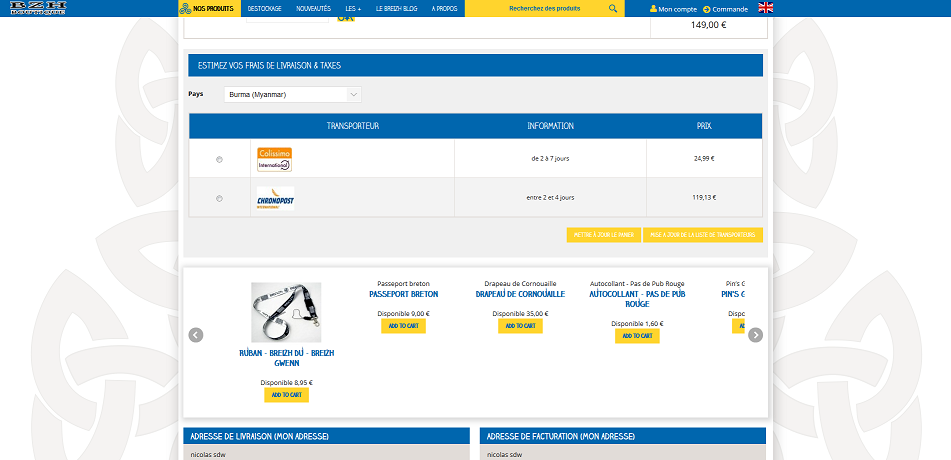 BZH NOS PRODUITS DESTOCKAGE NOUVEAUTÉS LES + LE BREIZH BLOG A PROPOS Recherchez des produits Mon compte Commande
BOUTIQUE
149,00 €
ESTIMEZ VOS FRAIS DE LIVRAISON & TAXES
Pays Burma (Myanmar)
TRANSPORTEUR INFORMATION PRIX
Colissimo
International
de 2 à 7 jours 24,99 €
CHRONOPOST
entre 2 et 4 jours 119,13 €
METTRE À JOUR LE PANIER MISE A JOUR DE LA LISTE DE TRANSPORTEURS
RUBAN - BREIZH DU - BREIZH
GWENN
Disponible 8,95 €
ADD TO CART
Passeport breton
PASSEPORT BRETON
Disponible 9,00 €
ADD TO CART
Drapeau de Cornouaille
DRAPEAU DE CORNOUAILLE
Disponible 35,00 €
ADD TO CART
Autocollant - Pas de Pub Rouge
AUTOCOLLANT - PAS DE PUB
ROUGE
Disponible 1,60 €
ADD TO CART
Pin's G
PIN'S G
Dispo
ADRESSE DE LIVRAISON (MON ADRESSE) ADRESSE DE FACTURATION (MON ADRESSE)
nicolas sdw nicolas sdw